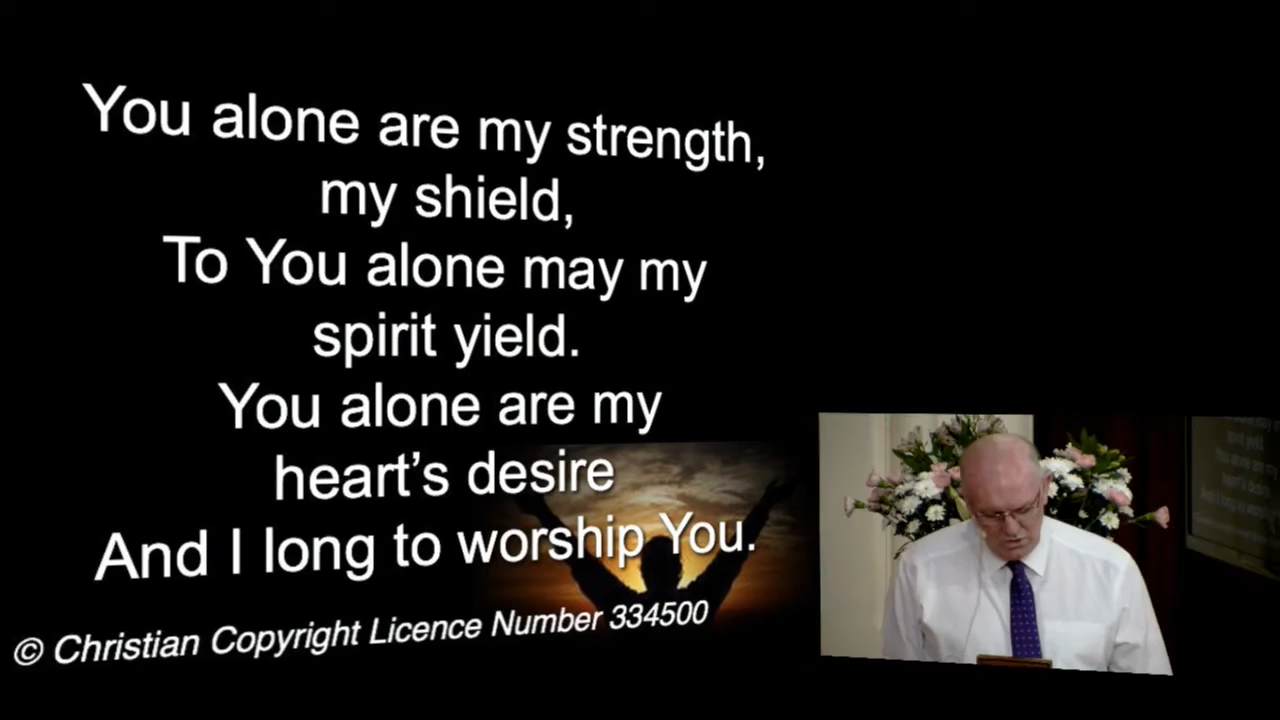 You alone are my strength,
my shield,
To You alone may my
spirit yield.
You alone are my
heart’s desire
And I long to worship You.
© Christian Copyright Licence Number 334500